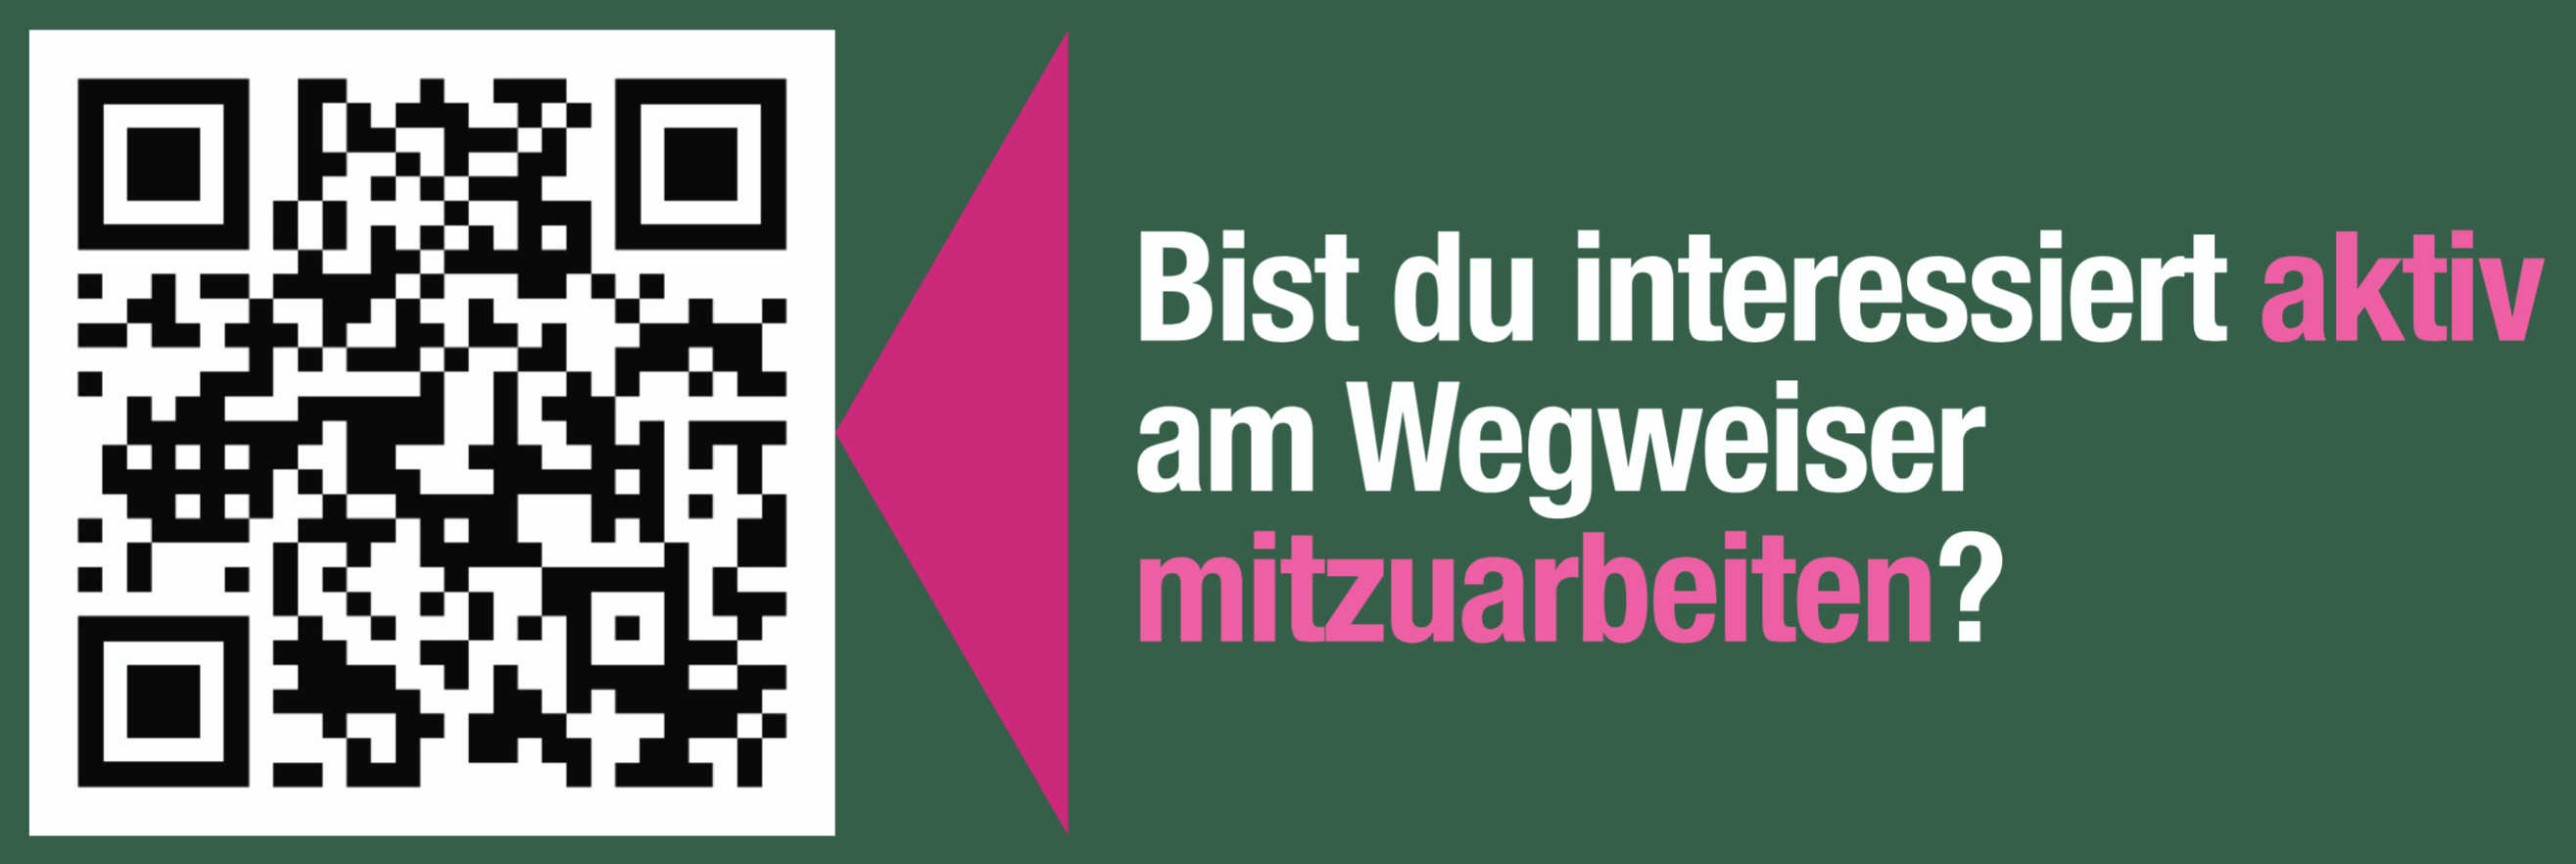 Bist du interessiert aktiv
am Wegweiser
mitzuarbeiten?